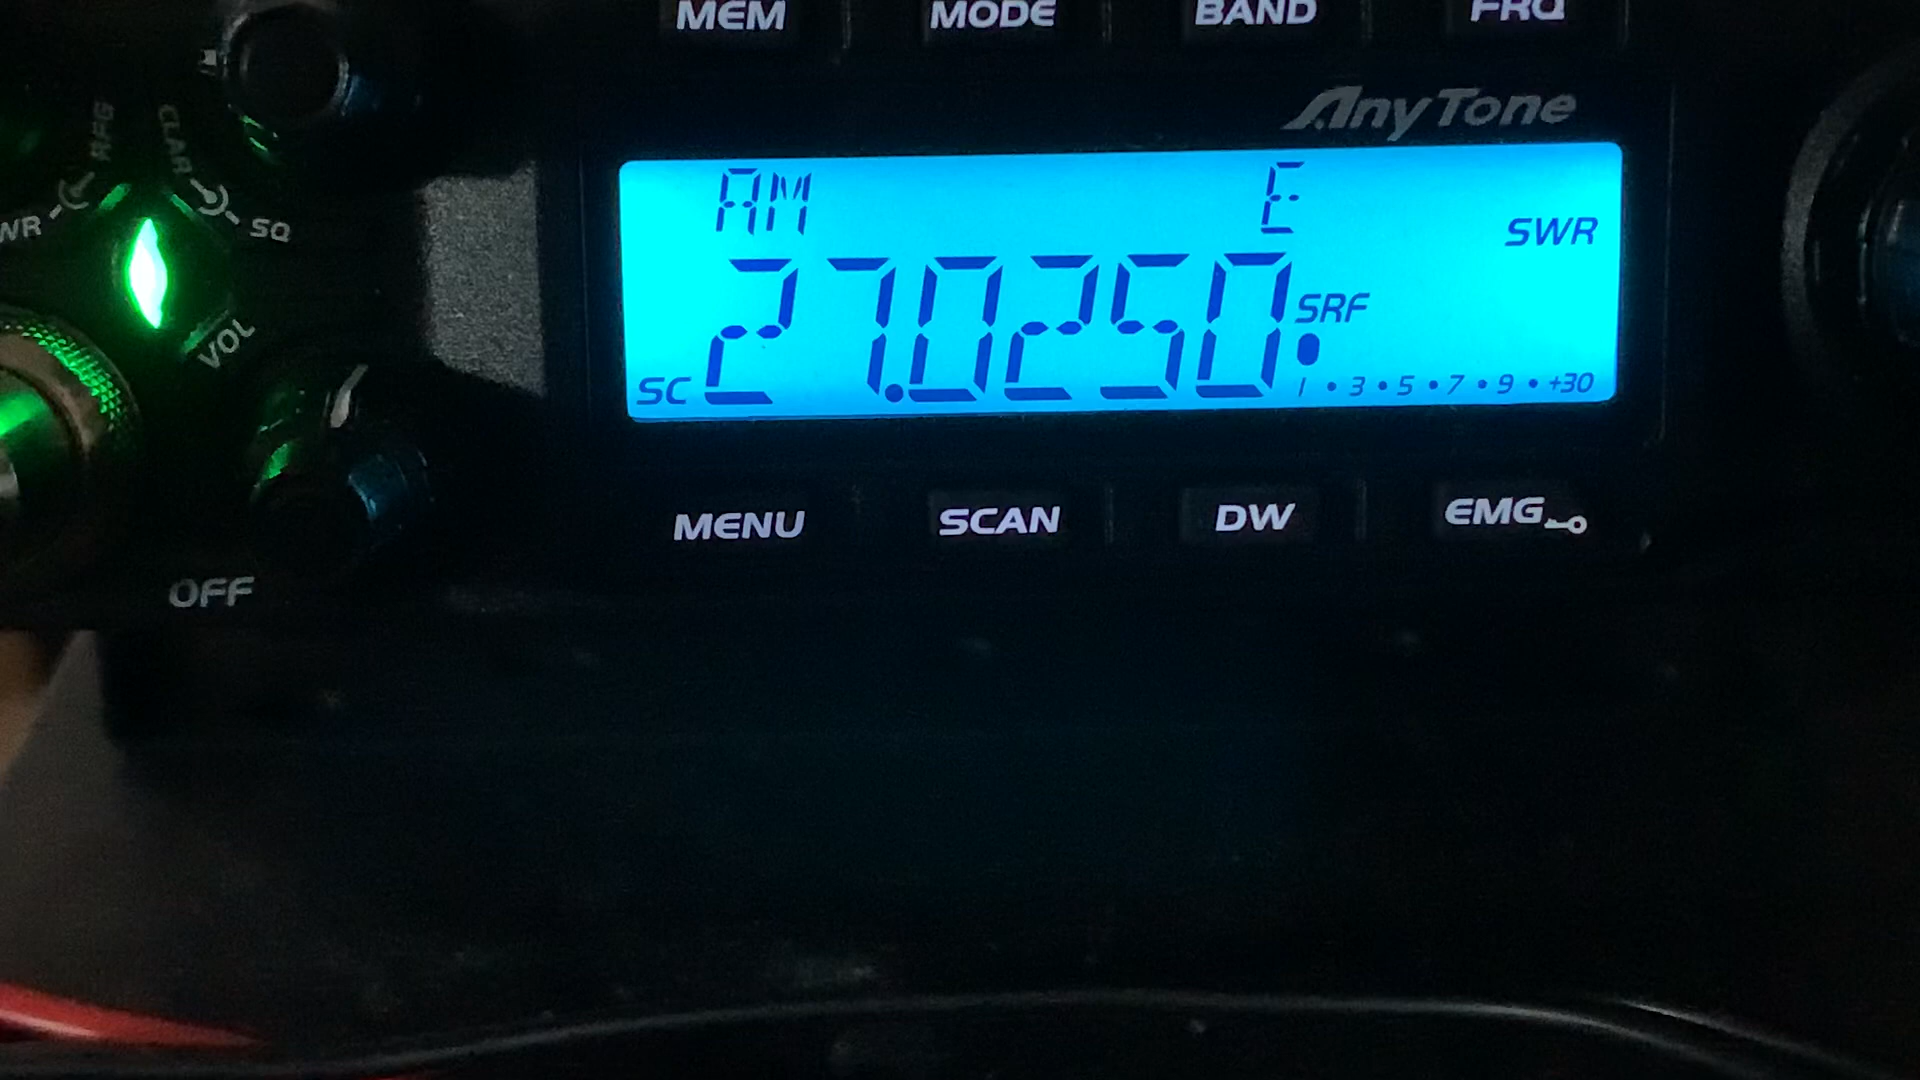 MEM MODE BAND FRQ
AnyTone
RFG CLAR
WR SQ
VOL
OFF
AM E
SWR
27.0250
SRF
SC
1 • 3 • 5 • 7 • 9 • +30
MENU SCAN DW EMG